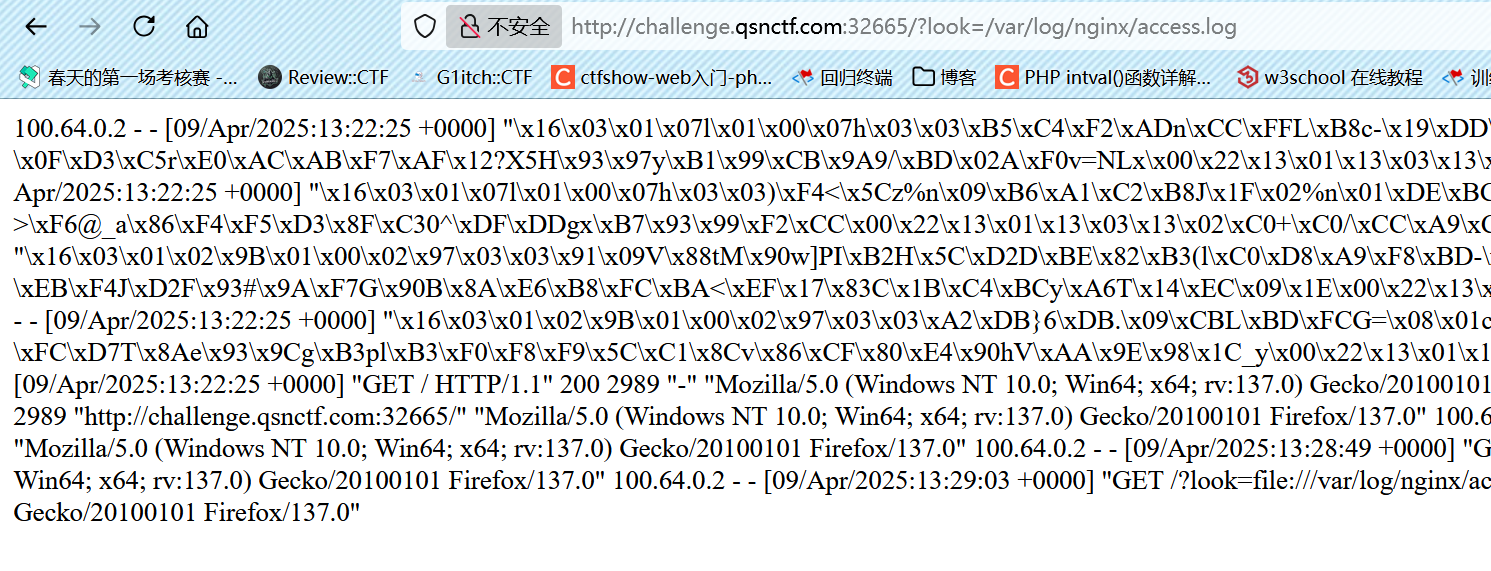 不安全 http://challenge.qsnctf.com:32665/?look=/var/log/nginx/access.log
春天的第一场考核赛 -... Review::CTF G1itch::CTF ctfshow-web入门-ph... 回归终端 博客 PHP intval()函数详解... w3school 在线教程 训
100.64.0.2 - - [09/Apr/2025:13:22:25 +0000] "\x16\x03\x01\x07l\x01\x00\x07h\x03\x03\xB5\xC4\xF2\xADn\xCC\xFFL\xB8c-\x19\xDD\
\x0F\xD3\xC5r\xE0\xAC\xAB\xF7\xAF\x12?X5H\x93\x97y\xB1\x99\xCB\x9A9/\xBD\x02A\xF0v=NLx\x00\x22\x13\x01\x13\x03\x13\
Apr/2025:13:22:25 +0000] "\x16\x03\x01\x07l\x01\x00\x07h\x03\x03)\xF4<\x5Cz%n\x09\xB6\xA1\xC2\xB8J\x1F\x02%n\x01\xDE\xBC
>\xF6@_a\x86\xF4\xF5\xD3\x8F\xC30^\xDF\xDDgx\xB7\x93\x99\xF2\xCC\x00\x22\x13\x01\x13\x03\x13\x02\xC0+\xC0/\xCC\xA9\xC
"\x16\x03\x01\x02\x9B\x01\x00\x02\x97\x03\x03\x91\x09V\x88tM\x90w]PI\xB2H\x5C\xD2D\xBE\x82\xB3(l\xC0\xD8\xA9\xF8\xBD-\
\xEB\xF4J\xD2F\x93#\x9A\xF7G\x90B\x8A\xE6\xB8\xFC\xBA<\xEF\x17\x83C\x1B\xC4\xBCy\xA6T\x14\xEC\x09\x1E\x00\x22\x13\
- - [09/Apr/2025:13:22:25 +0000] "\x16\x03\x01\x02\x9B\x01\x00\x02\x97\x03\x03\xA2\xDB}6\xDB.\x09\xCBL\xBD\xFCG=\x08\x01c
\xFC\xD7T\x8Ae\x93\x9Cg\xB3pl\xB3\xF0\xF8\xF9\x5C\xC1\x8Cv\x86\xCF\x80\xE4\x90hV\xAA\x9E\x98\x1C_y\x00\x22\x13\x01\x1
[09/Apr/2025:13:22:25 +0000] "GET / HTTP/1.1" 200 2989 "-" "Mozilla/5.0 (Windows NT 10.0; Win64; x64; rv:137.0) Gecko/20100101
2989 "http://challenge.qsnctf.com:32665/" "Mozilla/5.0 (Windows NT 10.0; Win64; x64; rv:137.0) Gecko/20100101 Firefox/137.0" 100.6
"Mozilla/5.0 (Windows NT 10.0; Win64; x64; rv:137.0) Gecko/20100101 Firefox/137.0" 100.64.0.2 - - [09/Apr/2025:13:28:49 +0000] "G
Win64; x64; rv:137.0) Gecko/20100101 Firefox/137.0" 100.64.0.2 - - [09/Apr/2025:13:29:03 +0000] "GET /?look=file:///var/log/nginx/ac
Gecko/20100101 Firefox/137.0"